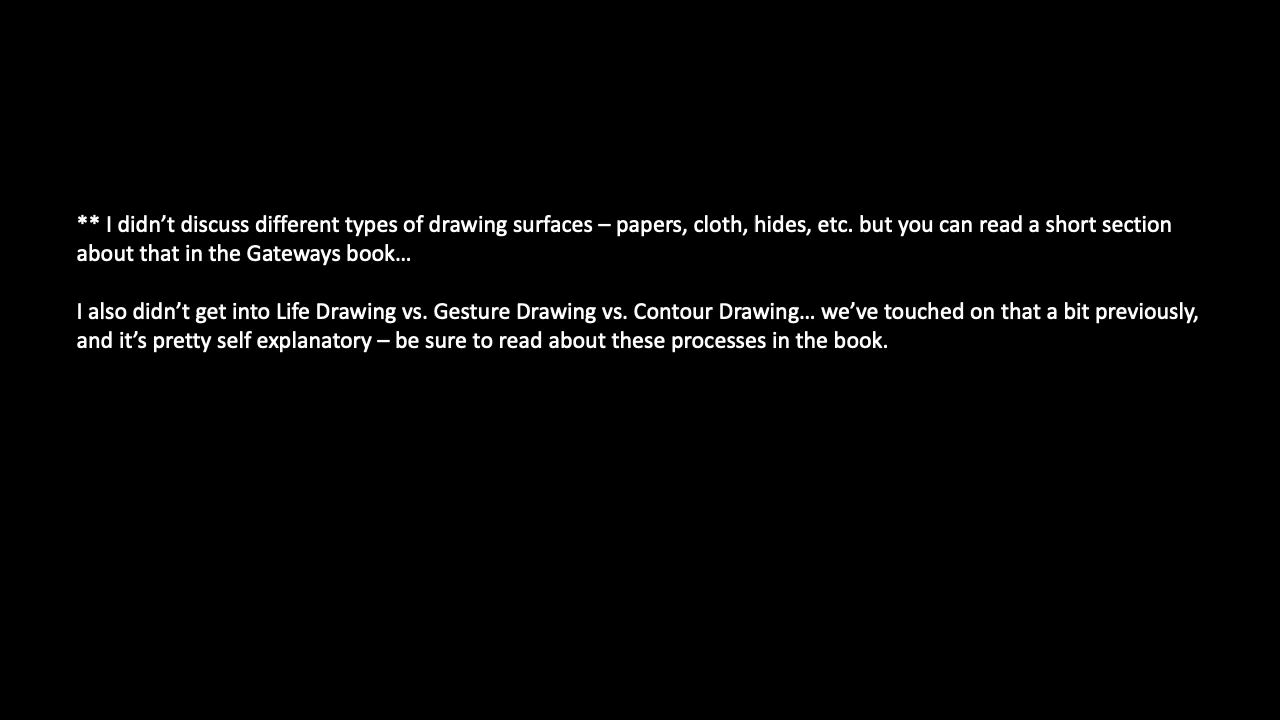 ** I didn’t discuss different types of drawing surfaces – papers, cloth, hides, etc. but you can read a short section
about that in the Gateways book…
I also didn’t get into Life Drawing vs. Gesture Drawing vs. Contour Drawing… we’ve touched on that a bit previously,
and it’s pretty self explanatory – be sure to read about these processes in the book.